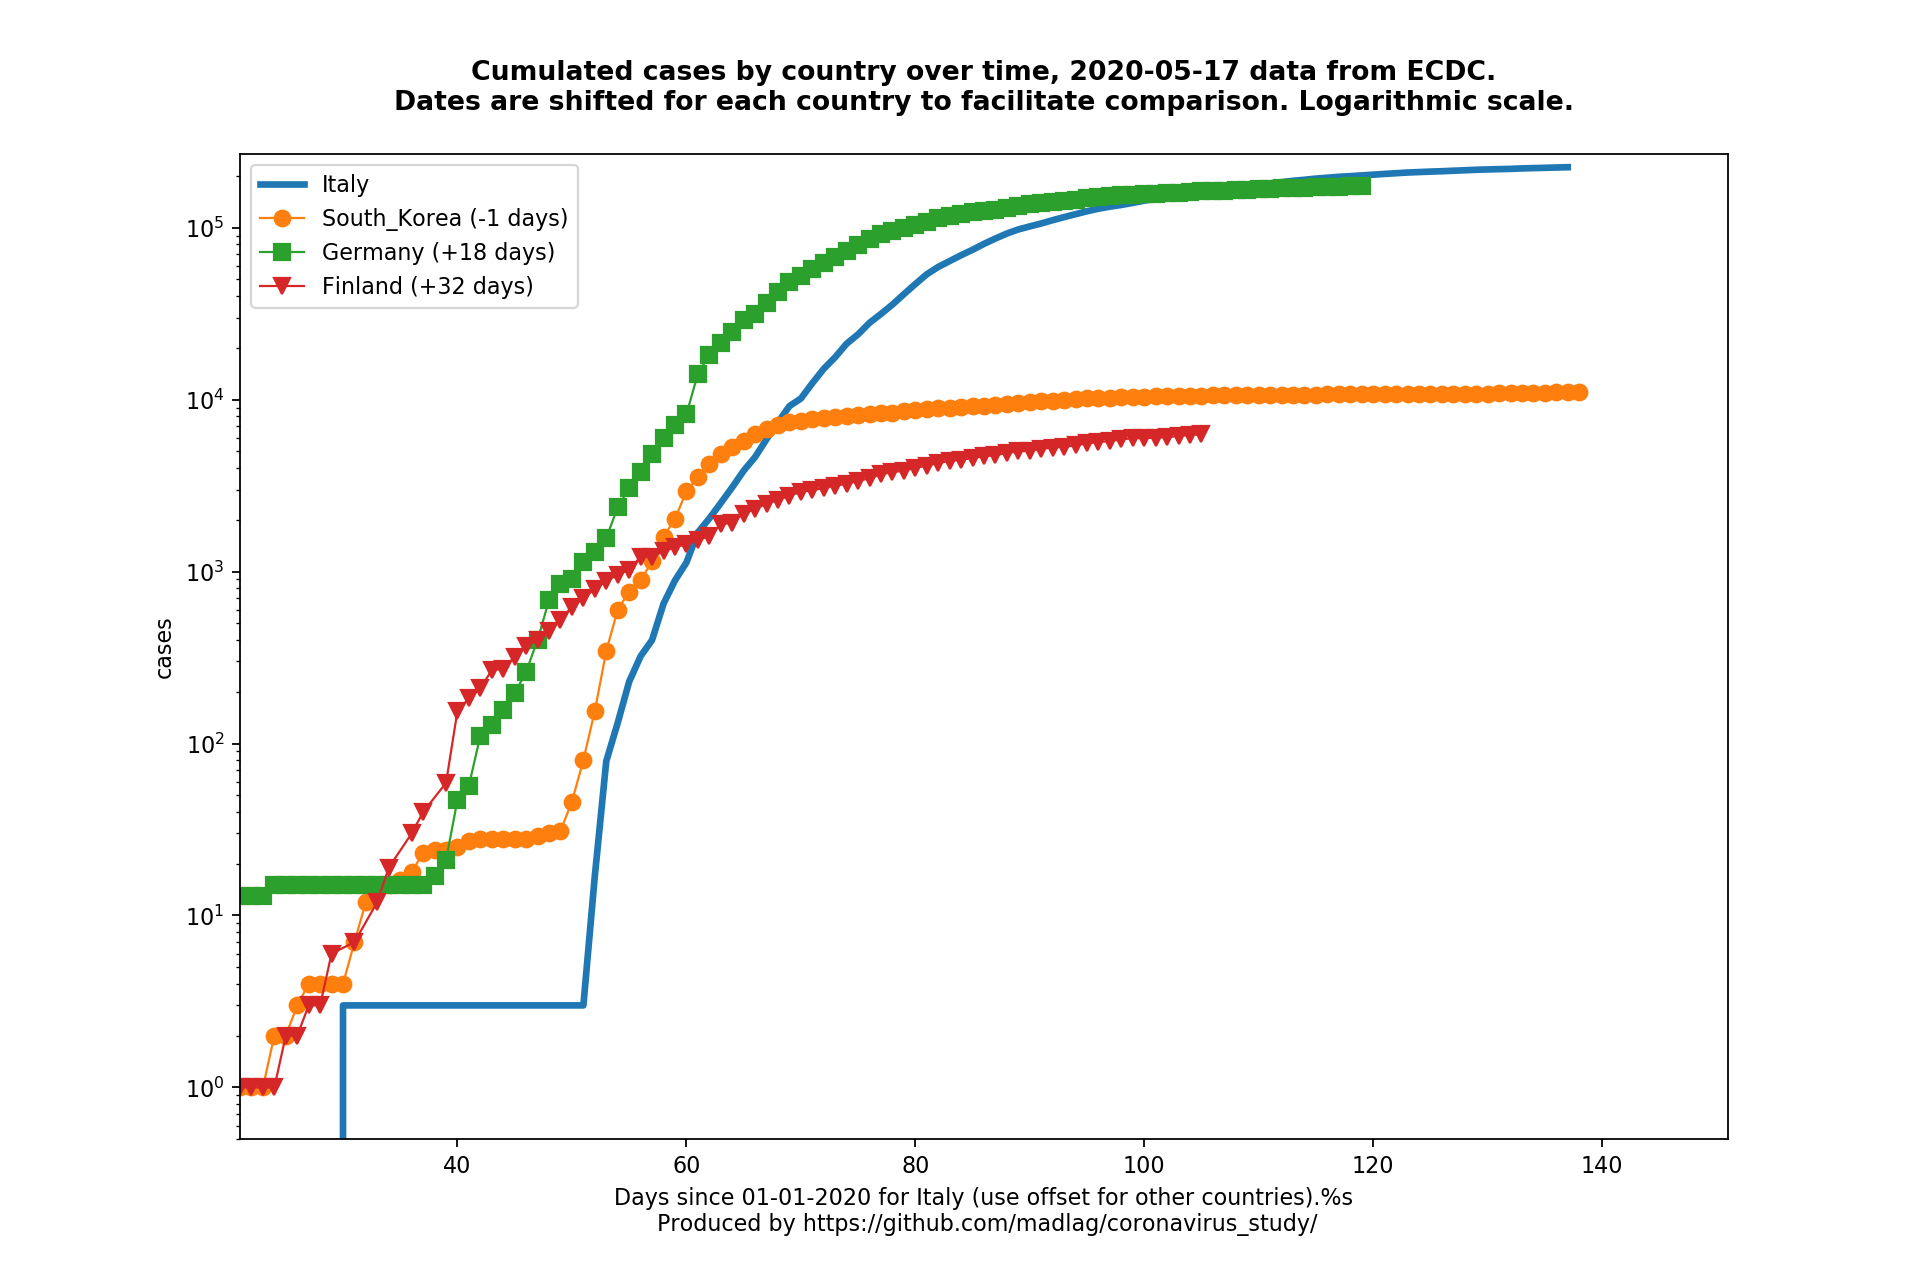 Cumulated cases by country over time, 2020-05-17 data from ECDC.
Dates are shifted for each country to facilitate comparison. Logarithmic scale.
Italy
South_Korea (-1 days)
Germany (+18 days)
Finland (+32 days)
10^5
10^4
10^3
10^2
10^1
10^0
cases
40 60 80 100 120 140
Days since 01-01-2020 for Italy (use offset for other countries).%s
Produced by https://github.com/madlag/coronavirus_study/